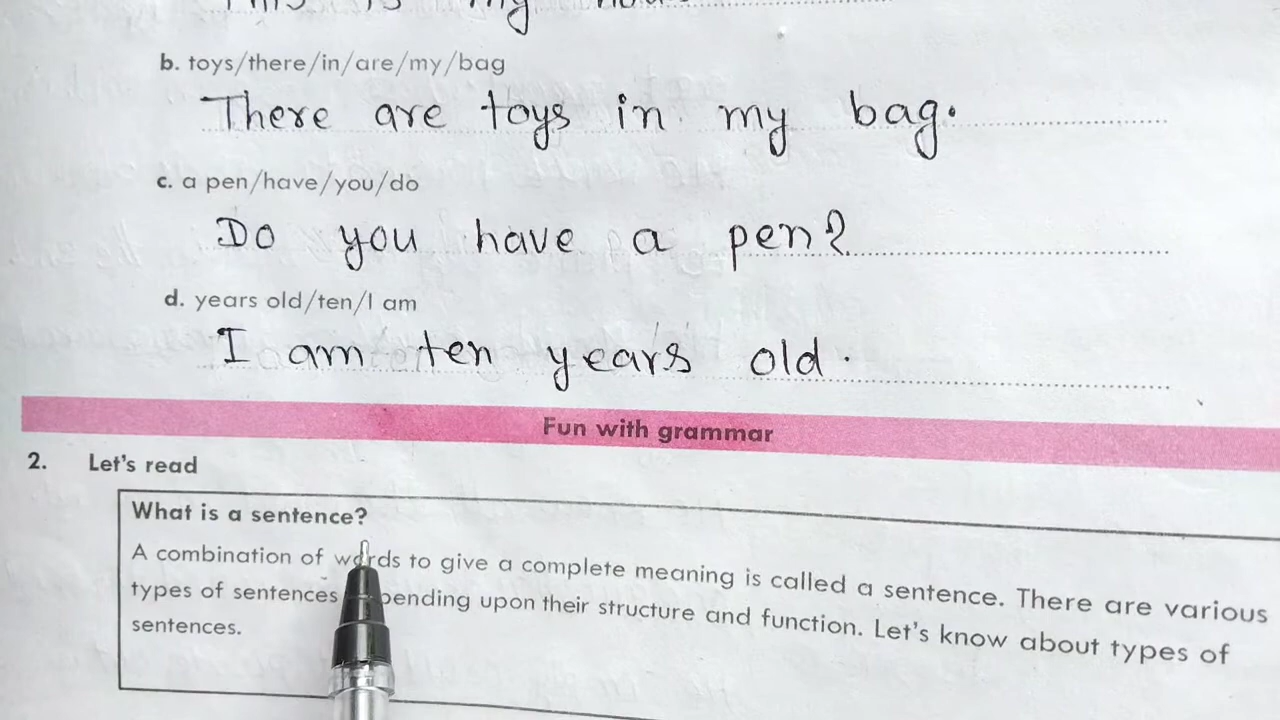 This is my
b. toys/there/in/are/my/bag
There are toys in my bag.
c. a pen/have/you/do
Do you have a pen?
d. years old/ten/I am
I am ten years old.
Fun with grammar
2. Let's read
What is a sentence?
A combination of words to give a complete meaning is called a sentence. There are various
types of sentences depending upon their structure and function. Let's know about types of
sentences.